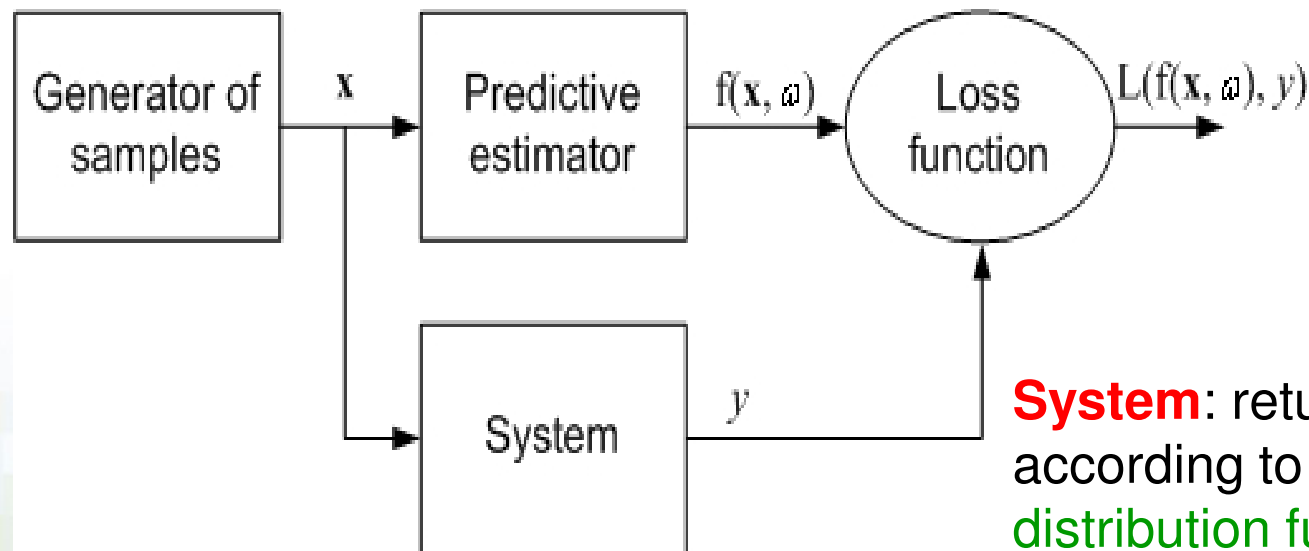 Generator of
samples
x
Predictive
estimator
f(x, ω)
Loss
function
L(f(x, ω), y)
System
y
System: retu
according to
distribution fu